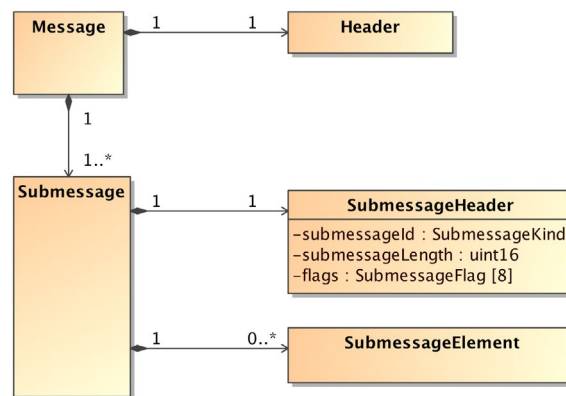 Message 1 1 Header
1
1..*
Submessage 1 1 SubmessageHeader
-submessageId : SubmessageKind
-submessageLength : uint16
-flags : SubmessageFlag [8]
1 0..* SubmessageElement